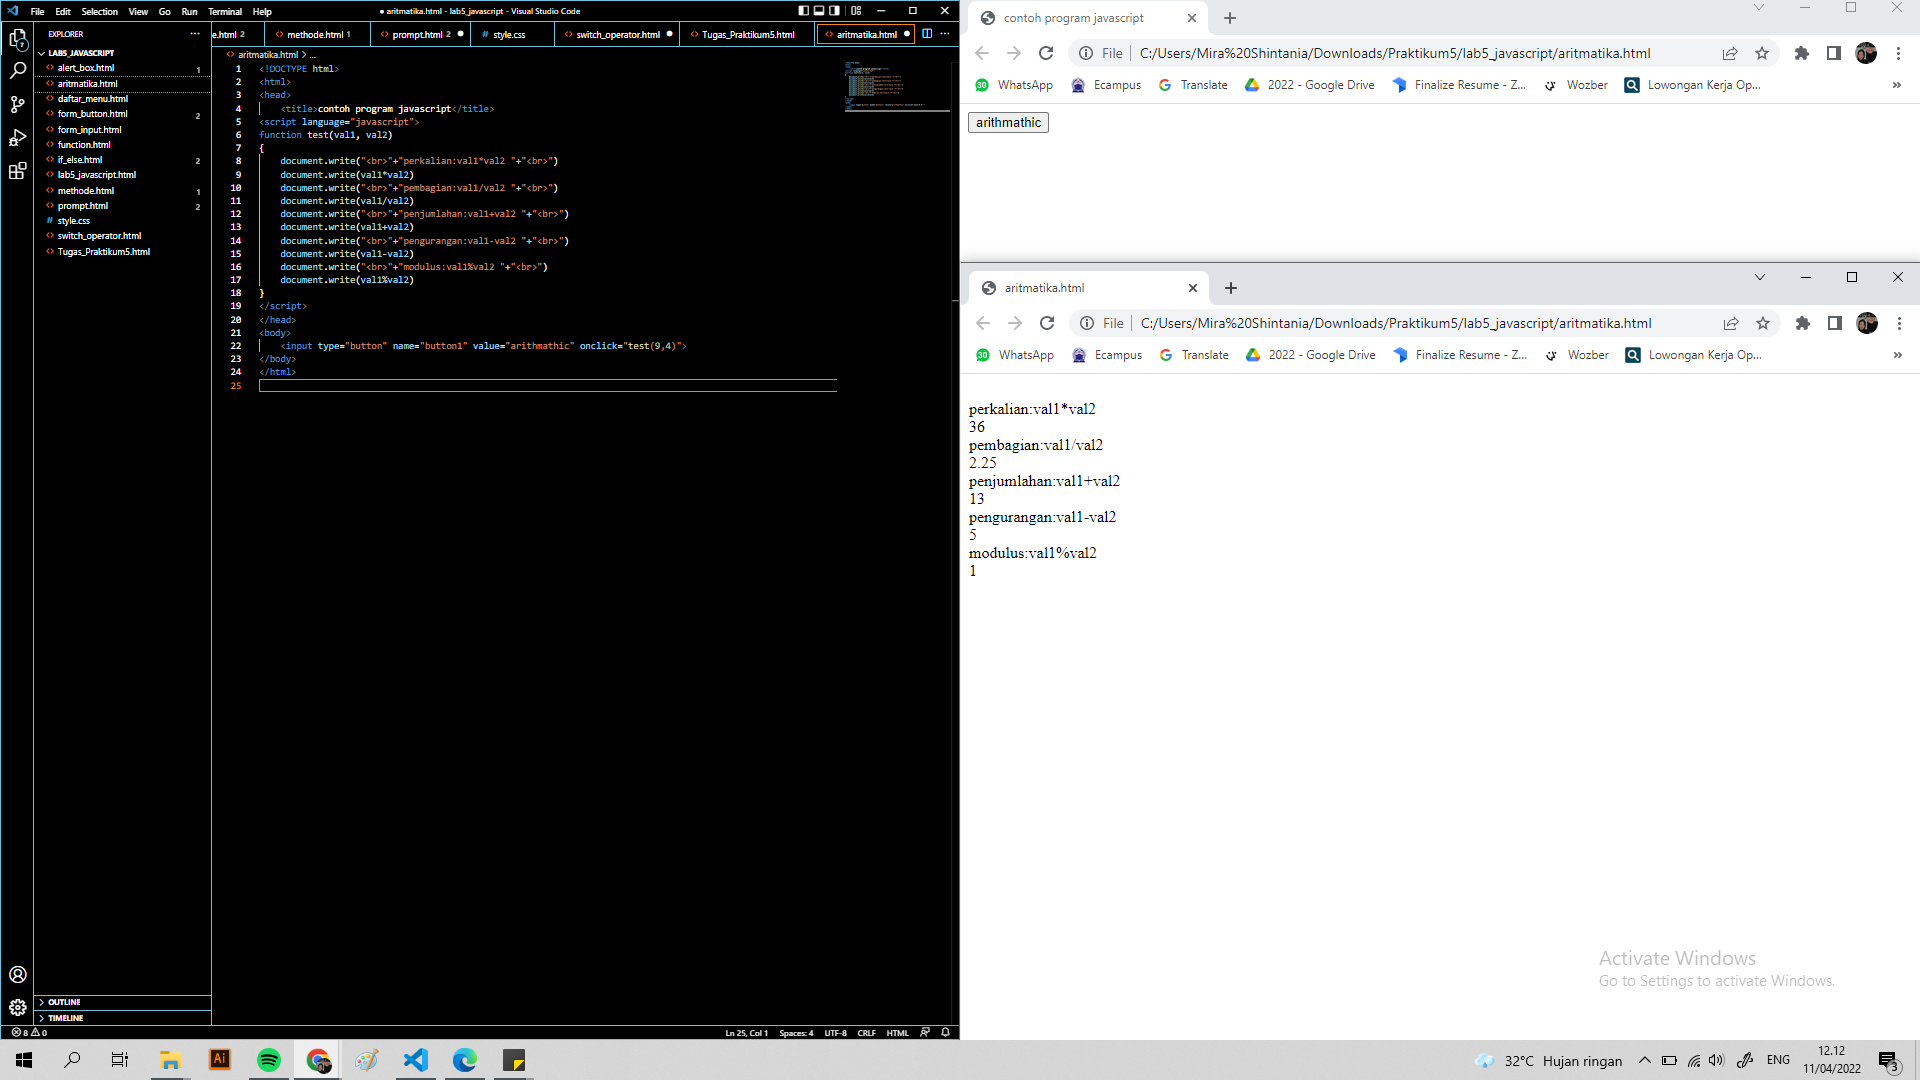 File Edit Selection View Go Run Terminal Help
● aritmatika.html - lab5_javascript - Visual Studio Code
EXPLORER ...
LAB5_JAVASCRIPT
alert_box.html 1
aritmatika.html
daftar_menu.html
form_button.html 2
form_input.html
function.html
if_else.html 2
lab5_javascript.html
methode.html 1
prompt.html 2
style.css
switch_operator.html
Tugas_Praktikum5.html
OUTLINE
TIMELINE
e.html 2 methode.html 1 prompt.html 2 ● # style.css switch_operator.html ● Tugas_Praktikum5.html aritmatika.html ●
aritmatika.html > ...
1 <!DOCTYPE html>
2 <html>
3 <head>
4 <title>contoh program javascript</title>
5 <script language="javascript">
6 function test(val1, val2)
7 {
8 document.write("<br>"+"perkalian:val1*val2 "+"<br>")
9 document.write(val1*val2)
10 document.write("<br>"+"pembagian:val1/val2 "+"<br>")
11 document.write(val1/val2)
12 document.write("<br>"+"penjumlahan:val1+val2 "+"<br>")
13 document.write(val1+val2)
14 document.write("<br>"+"pengurangan:val1-val2 "+"<br>")
15 document.write(val1-val2)
16 document.write("<br>"+"modulus:val1%val2 "+"<br>")
17 document.write(val1%val2)
18 }
19 </script>
20 </head>
21 <body>
22 <input type="button" name="button1" value="arithmathic" onclick="test(9,4)">
23 </body>
24 </html>
25
8 0 Ln 25, Col 1 Spaces: 4 UTF-8 CRLF HTML
contoh program javascript
File C:/Users/Mira%20Shintania/Downloads/Praktikum5/lab5_javascript/aritmatika.html
WhatsApp Ecampus Translate 2022 - Google Drive Finalize Resume - Z... Wozber Lowongan Kerja Op... »
arithmathic
aritmatika.html
File C:/Users/Mira%20Shintania/Downloads/Praktikum5/lab5_javascript/aritmatika.html
WhatsApp Ecampus Translate 2022 - Google Drive Finalize Resume - Z... Wozber Lowongan Kerja Op... »
perkalian:val1*val2
36
pembagian:val1/val2
2.25
penjumlahan:val1+val2
13
pengurangan:val1-val2
5
modulus:val1%val2
1
Activate Windows
Go to Settings to activate Windows.
Ai
32°C Hujan ringan ENG
12.12
11/04/2022
3